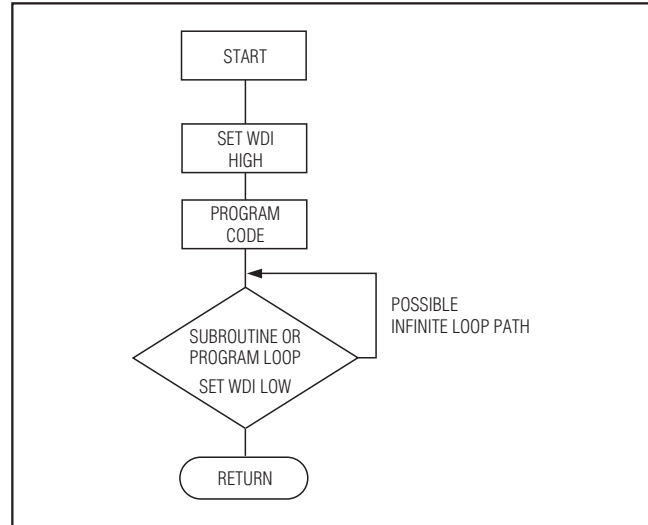 START
SET WDI
HIGH
PROGRAM
CODE
POSSIBLE
INFINITE LOOP PATH
SUBROUTINE OR
PROGRAM LOOP
SET WDI LOW
RETURN